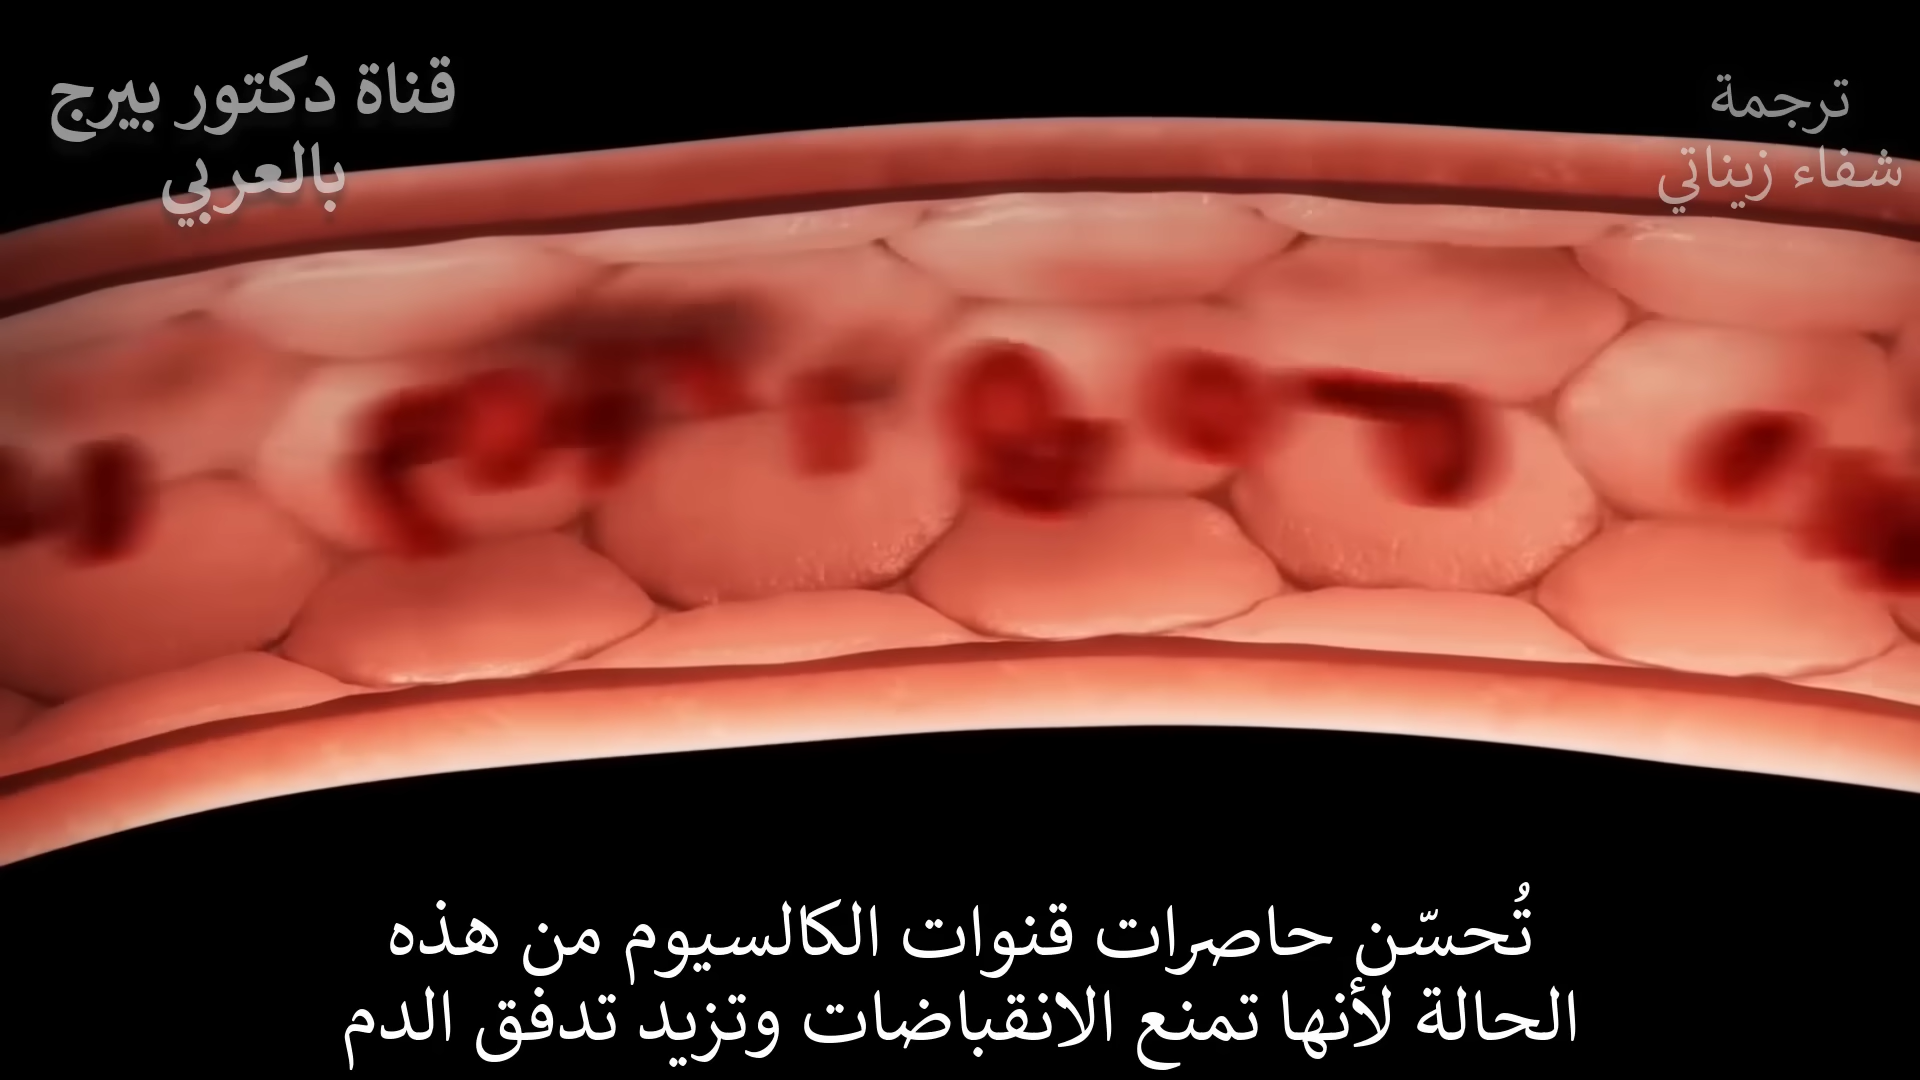 قناة دكتور بيرج
بالعربي
ترجمة
شفاء زيناتي
تُحسّن حاصرات قنوات الكالسيوم من هذه
الحالة لأنها تمنع الانقباضات وتزيد تدفق الدم